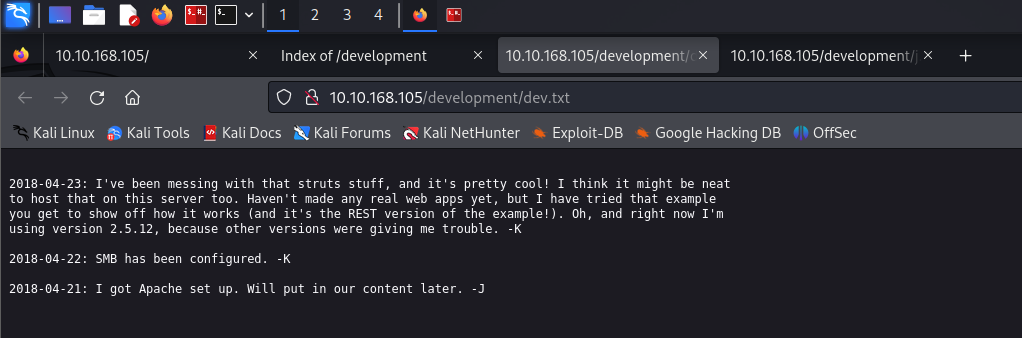 1 2 3 4
10.10.168.105/ Index of /development 10.10.168.105/development/ 10.10.168.105/development/
10.10.168.105/development/dev.txt
Kali Linux Kali Tools Kali Docs Kali Forums Kali NetHunter Exploit-DB Google Hacking DB OffSec
2018-04-23: I've been messing with that struts stuff, and it's pretty cool! I think it might be neat
to host that on this server too. Haven't made any real web apps yet, but I have tried that example
you get to show off how it works (and it's the REST version of the example!). Oh, and right now I'm
using version 2.5.12, because other versions were giving me trouble. -K
2018-04-22: SMB has been configured. -K
2018-04-21: I got Apache set up. Will put in our content later. -J